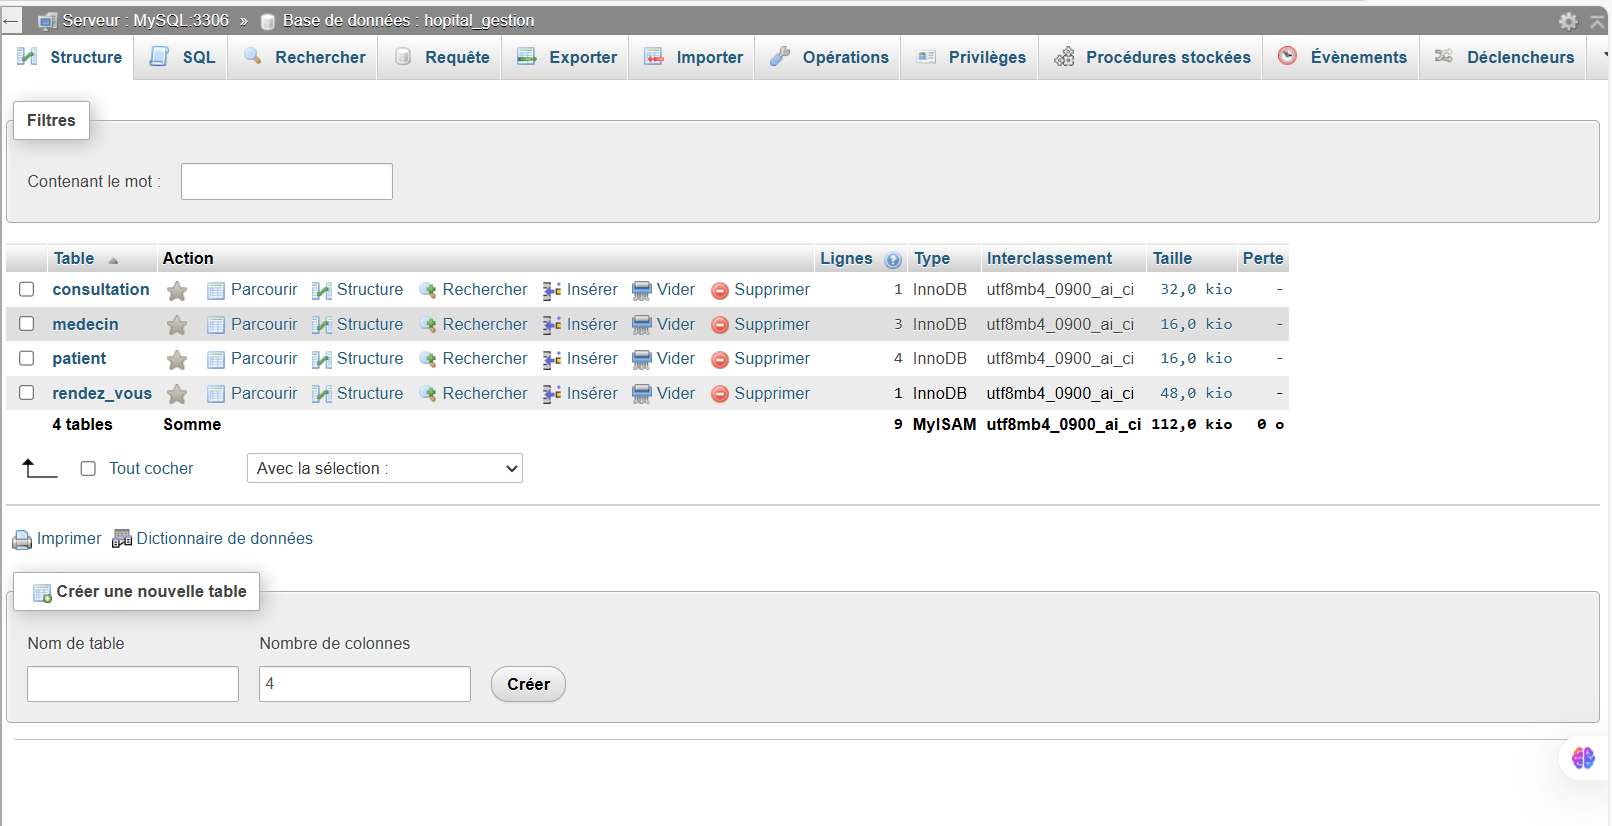 Serveur : MySQL:3306 » Base de données : hopital_gestion
Structure SQL Rechercher Requête Exporter Importer Opérations Privilèges Procédures stockées Évènements Déclencheurs
Filtres
Contenant le mot :
Table Action Lignes Type Interclassement Taille Perte
consultation Parcourir Structure Rechercher Insérer Vider Supprimer 1 InnoDB utf8mb4_0900_ai_ci 32,0 kio -
medecin Parcourir Structure Rechercher Insérer Vider Supprimer 3 InnoDB utf8mb4_0900_ai_ci 16,0 kio -
patient Parcourir Structure Rechercher Insérer Vider Supprimer 4 InnoDB utf8mb4_0900_ai_ci 16,0 kio -
rendez_vous Parcourir Structure Rechercher Insérer Vider Supprimer 1 InnoDB utf8mb4_0900_ai_ci 48,0 kio -
4 tables Somme 9 MyISAM utf8mb4_0900_ai_ci 112,0 kio 0 o
Tout cocher Avec la sélection :
Imprimer Dictionnaire de données
Créer une nouvelle table
Nom de table Nombre de colonnes
4 Créer